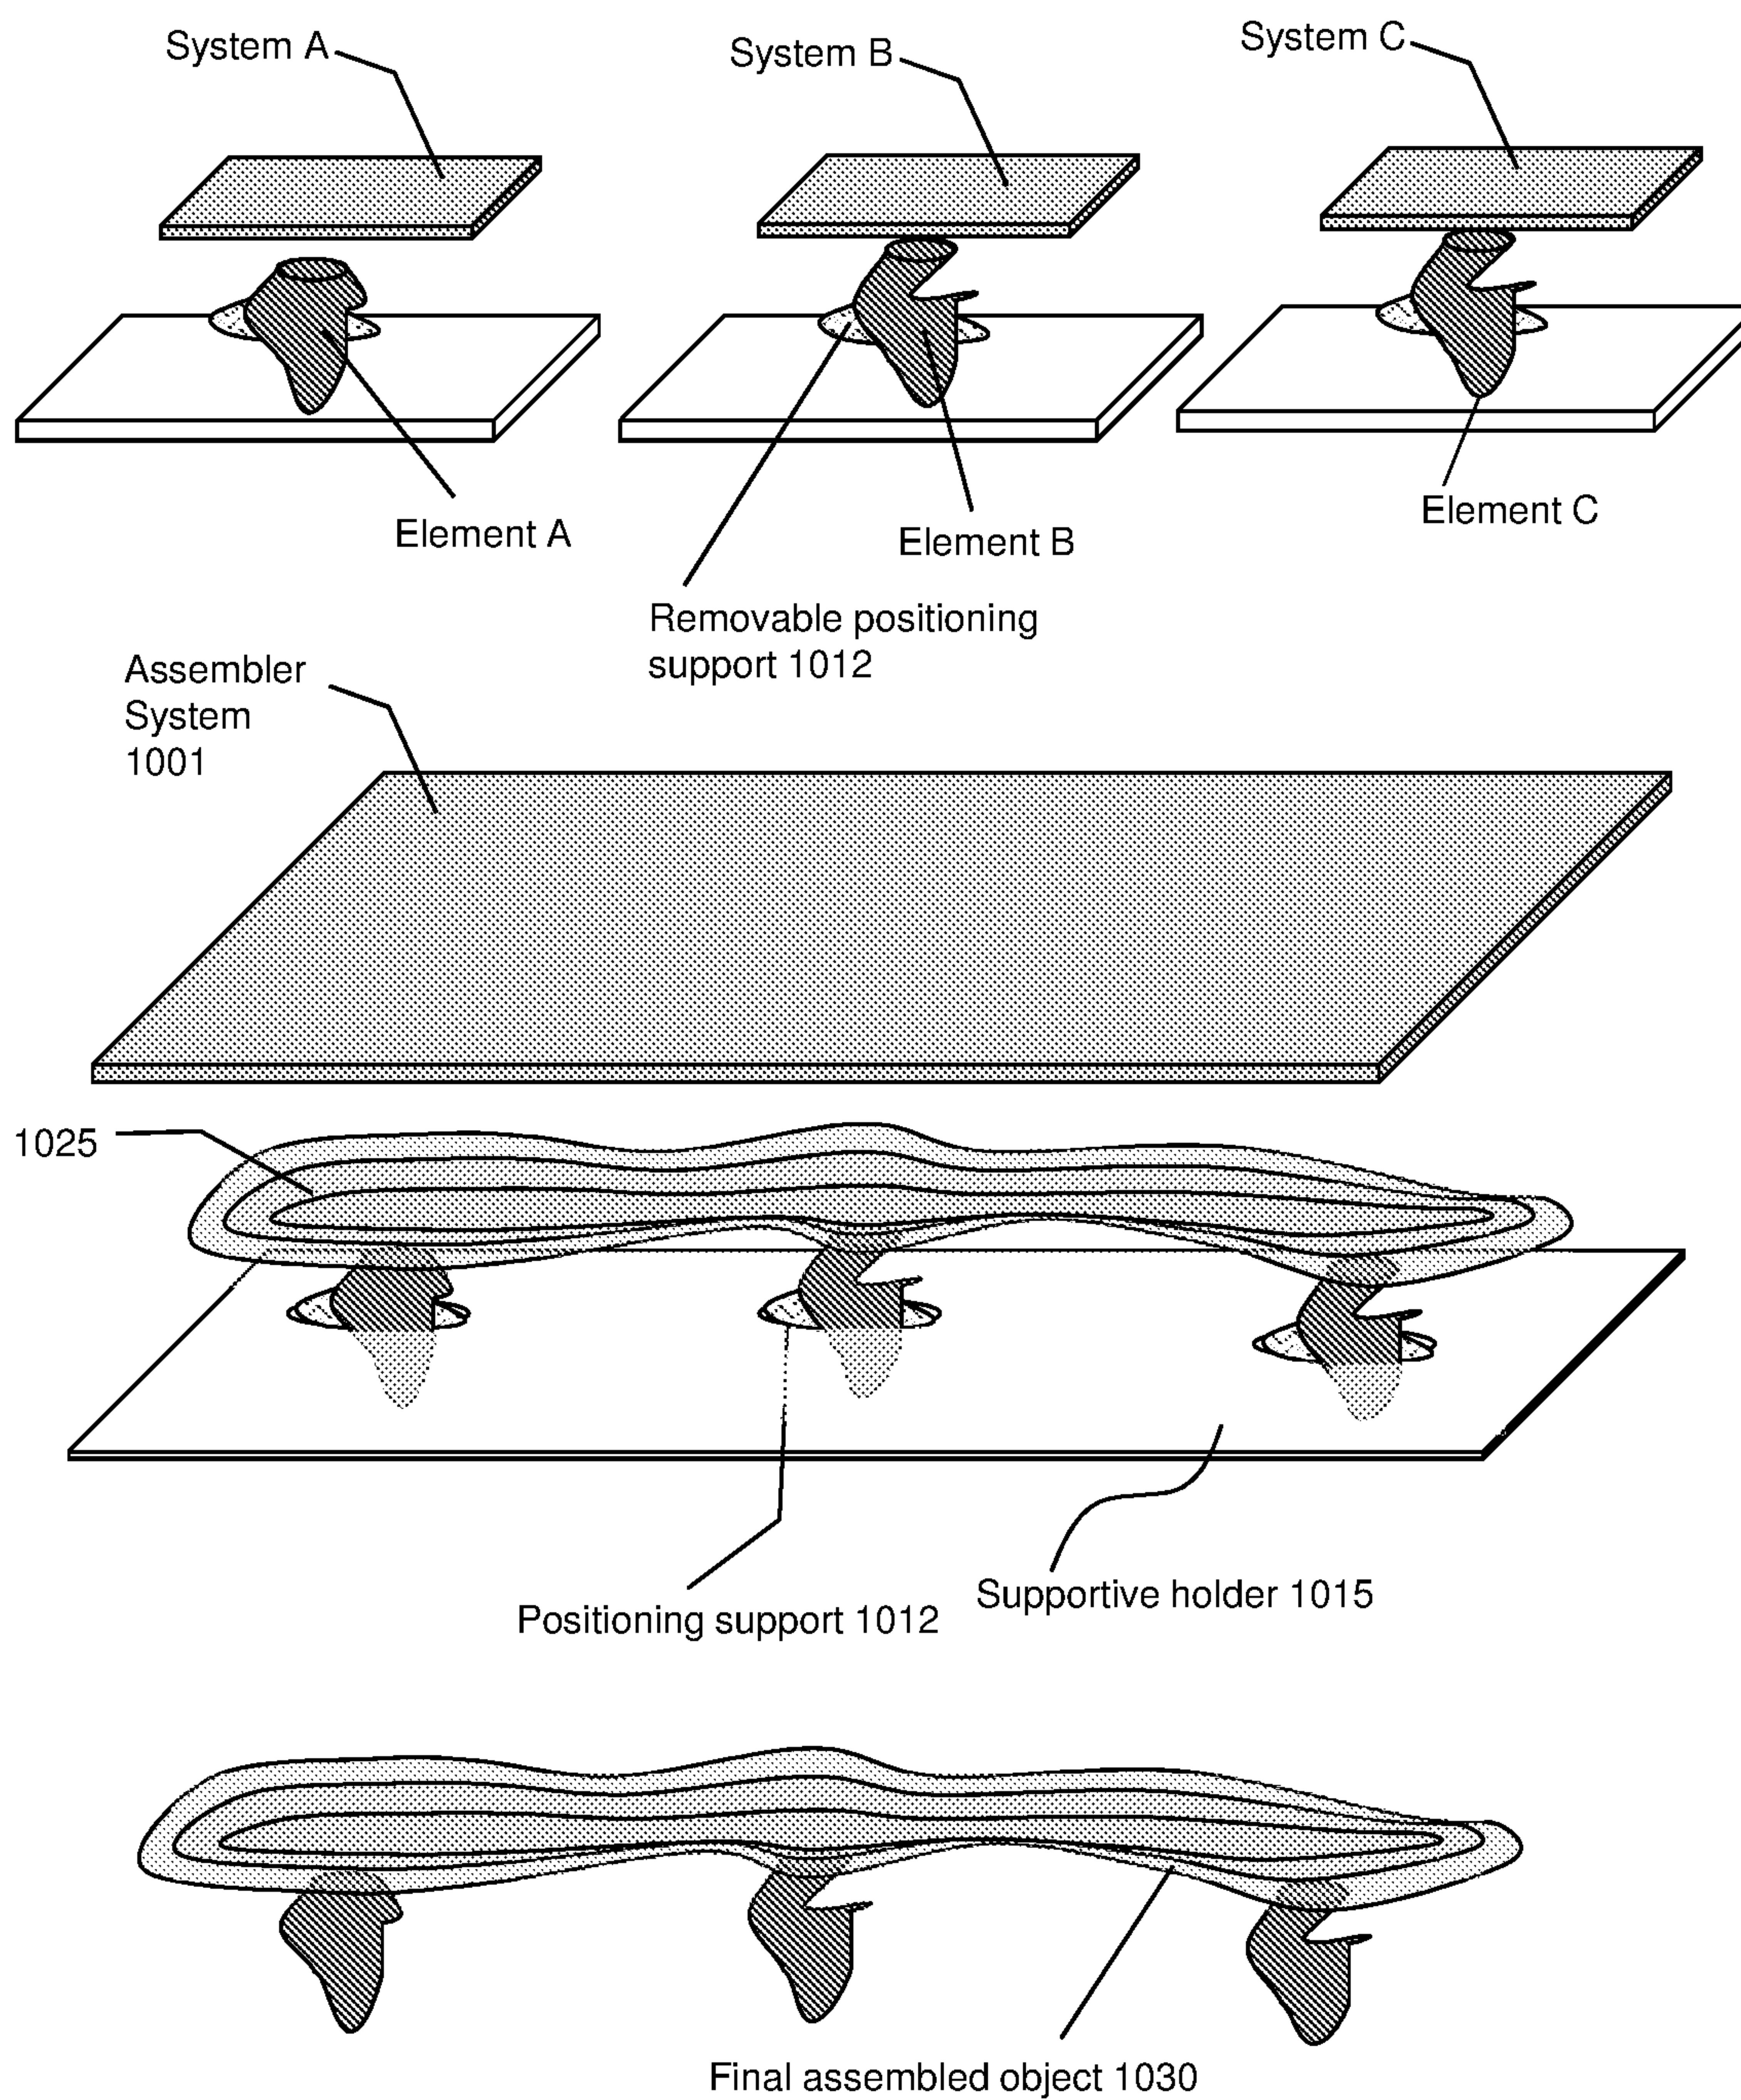 System A
System B
System C
Element A
Element B
Element C
Removable positioning
support 1012
Assembler
System
1001
1025
Positioning support 1012
Supportive holder 1015
Final assembled object 1030